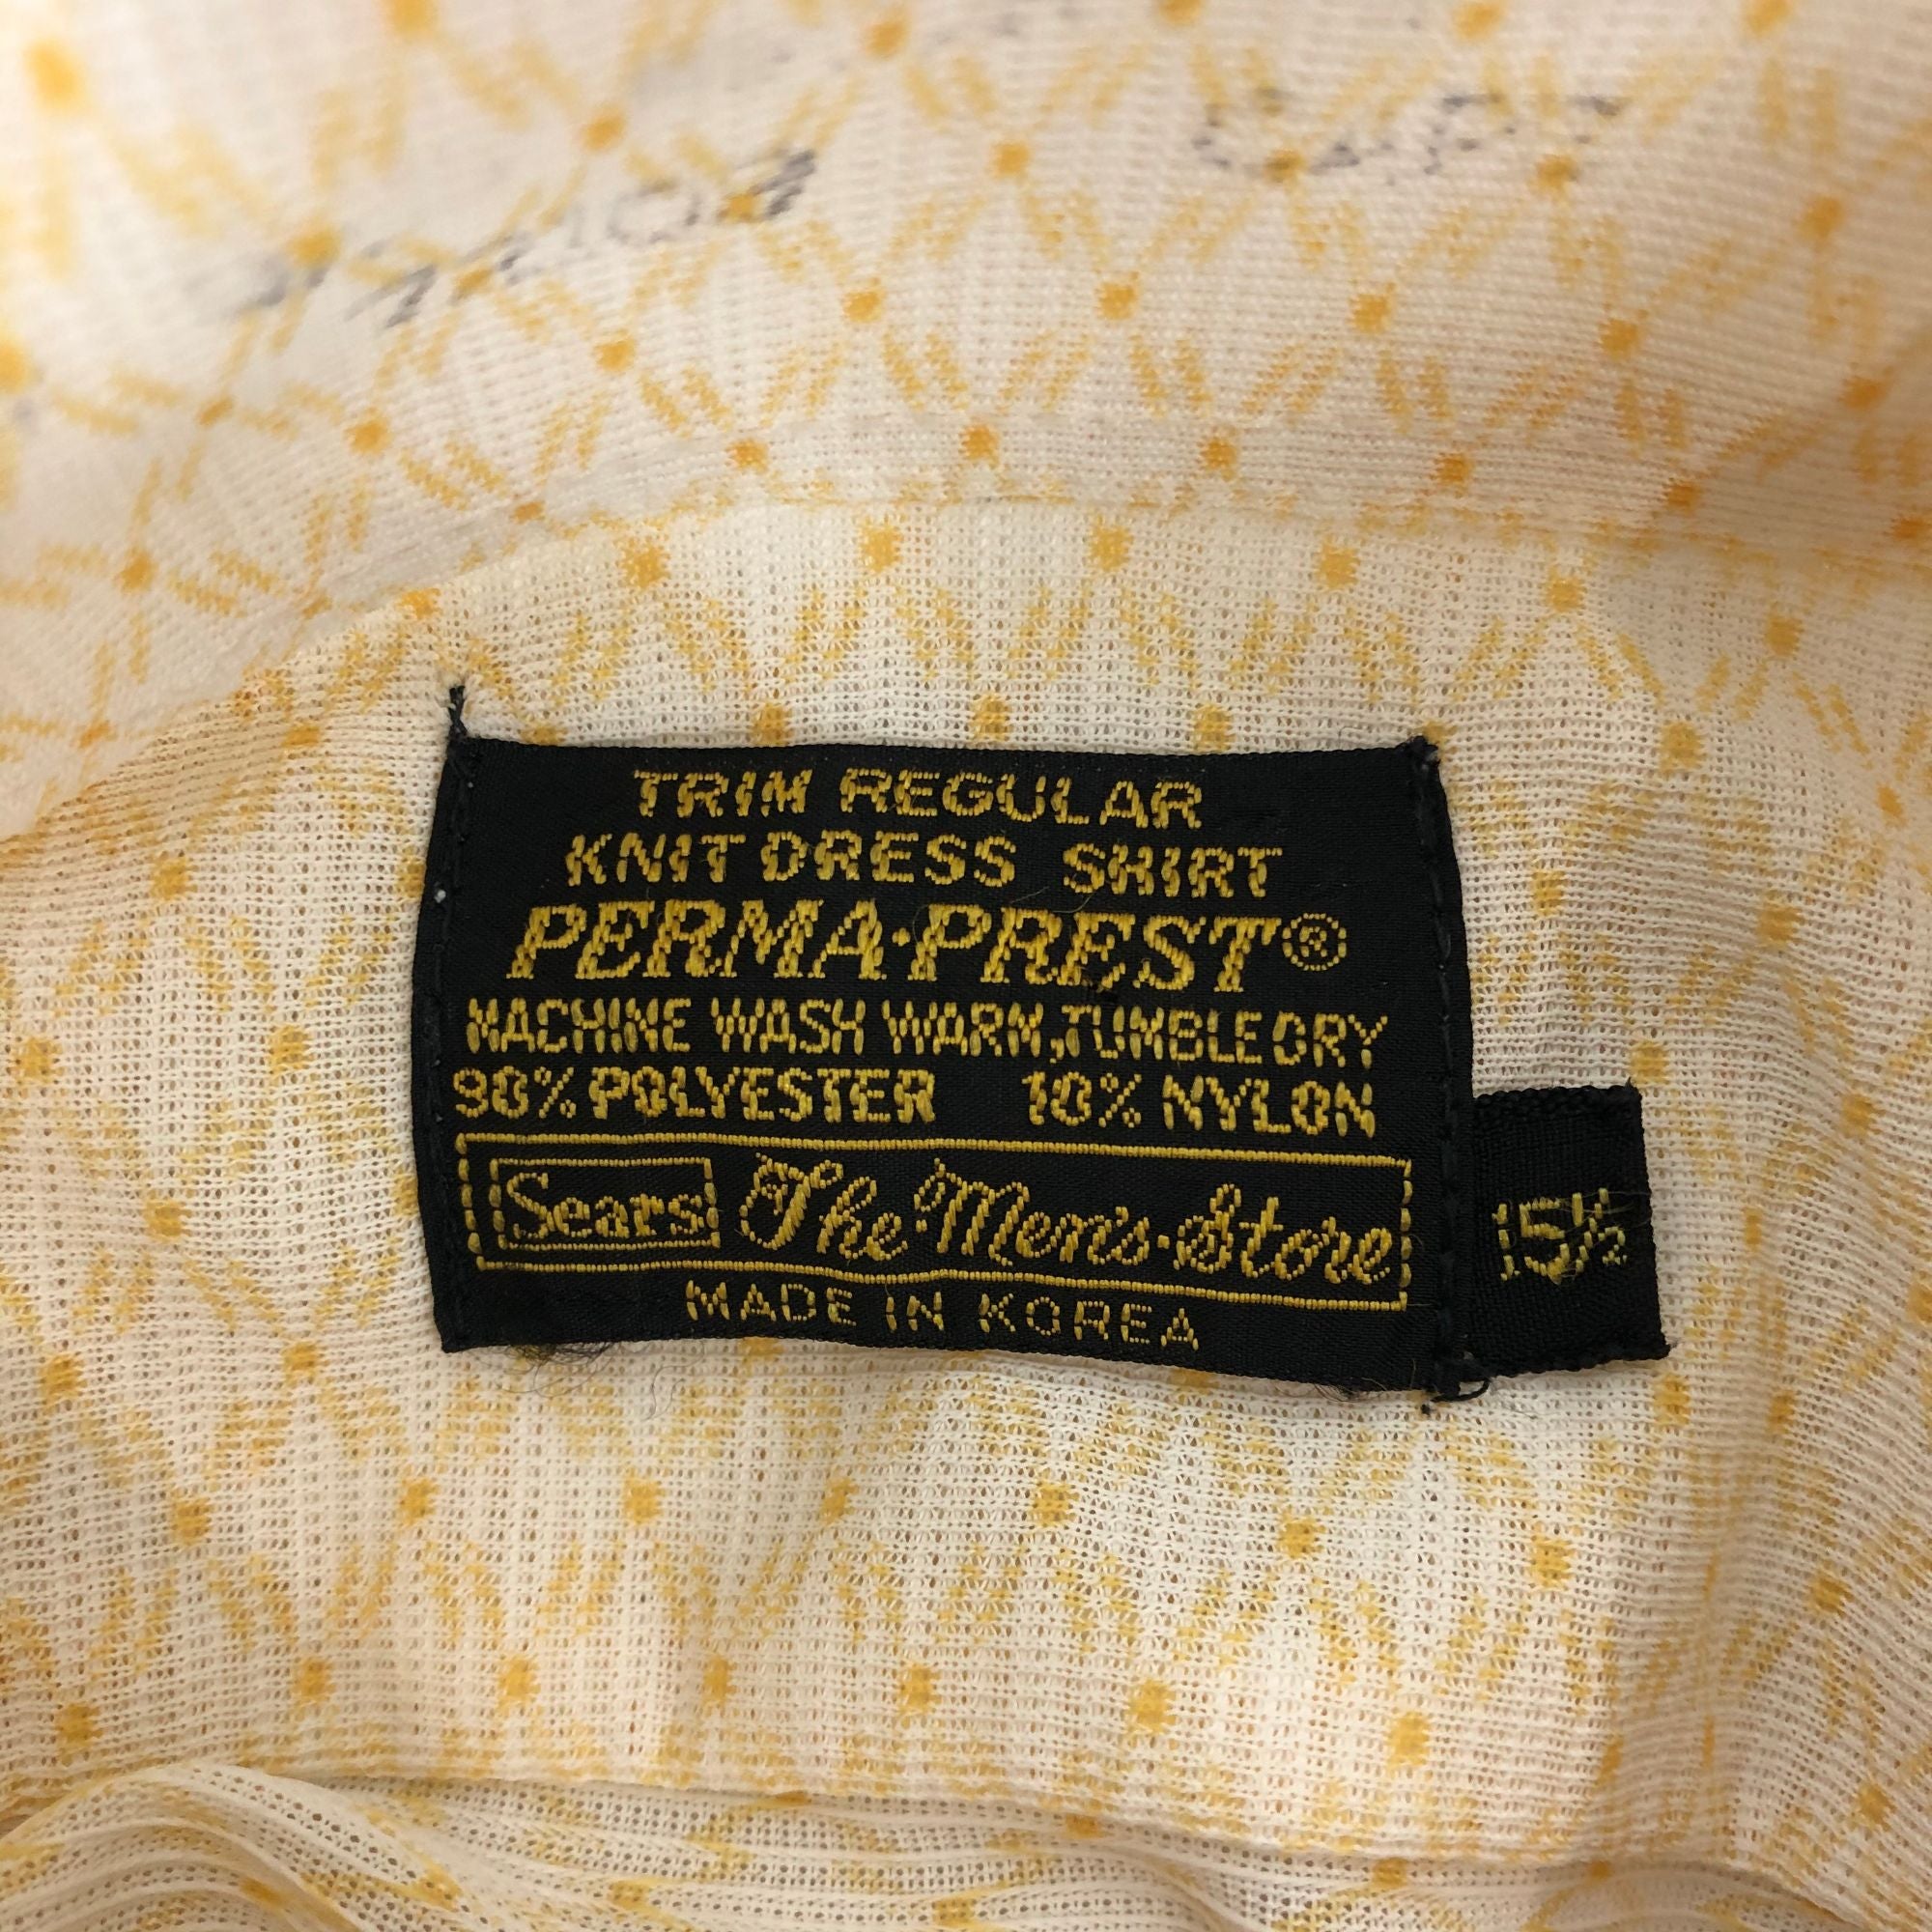 TRIM REGULAR
KNIT DRESS SHIRT
PERMA·PREST®
MACHINE WASH WARM, TUMBLE DRY
90% POLYESTER 10% NYLON
Sears The Men's Store
MADE IN KOREA
15½